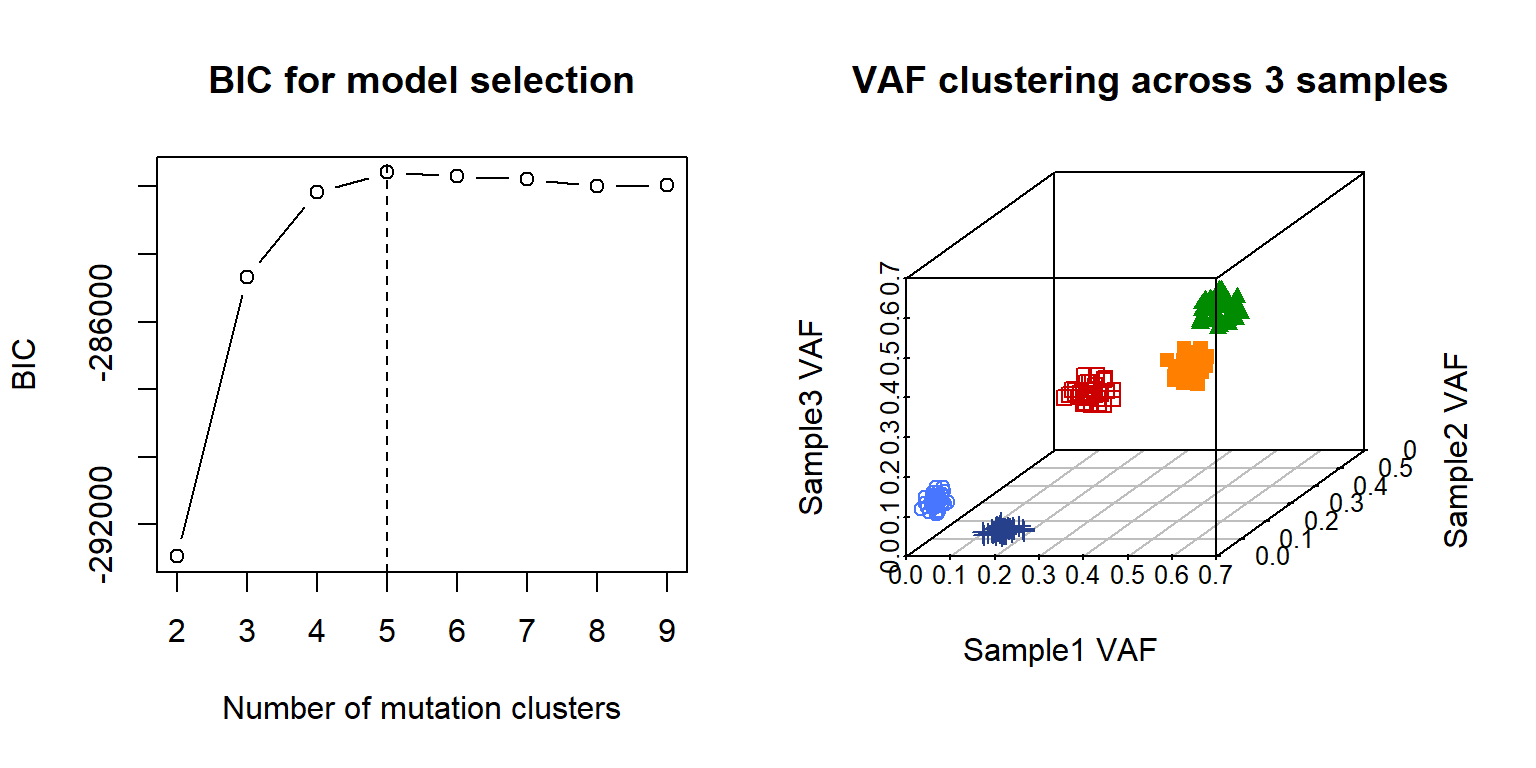 BIC for model selection
BIC
-286000
-292000
2 3 4 5 6 7 8 9
Number of mutation clusters
VAF clustering across 3 samples
Sample3 VAF
0.0 0.1 0.2 0.3 0.4 0.5 0.6 0.7
0.0 0.1 0.2 0.3 0.4 0.5 0.6 0.7
Sample1 VAF
0.0 0.1 0.2 0.3 0.4 0.5 0
Sample2 VAF